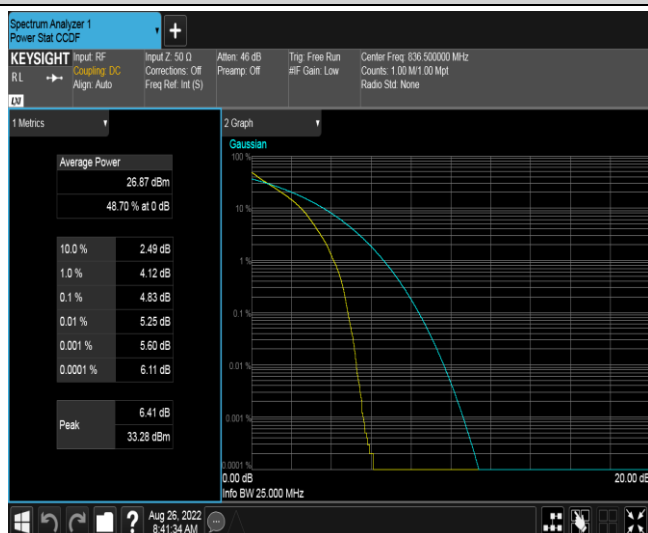 Spectrum Analyzer 1
Power Stat CCDF
+
KEYSIGHT
RL
LXI
Input: RF
Coupling: DC
Align: Auto
Input Z: 50 Ω
Corrections: Off
Freq Ref: Int (S)
Atten: 46 dB
Preamp: Off
Trig: Free Run
#IF Gain: Low
Center Freq: 836.500000 MHz
Counts: 1.00 M/1.00 Mpt
Radio Std: None
1 Metrics
Average Power
26.87 dBm
48.70 % at 0 dB
10.0 % 2.49 dB
1.0 % 4.12 dB
0.1 % 4.83 dB
0.01 % 5.25 dB
0.001 % 5.60 dB
0.0001 % 6.11 dB
Peak
6.41 dB
33.28 dBm
2 Graph
Gaussian
100 %
10 %
1 %
0.1 %
0.01 %
0.001 %
0.0001 %
0.00 dB
20.00 dB
Info BW 25.000 MHz
?
Aug 26, 2022
8:41:34 AM